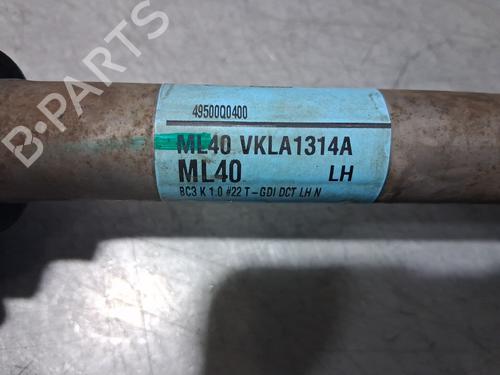 49500Q0400
ML40 VKLA1314A
ML40 LH
BC3 K 1.0 #22 T-GDI DCT LH N
B-PARTS